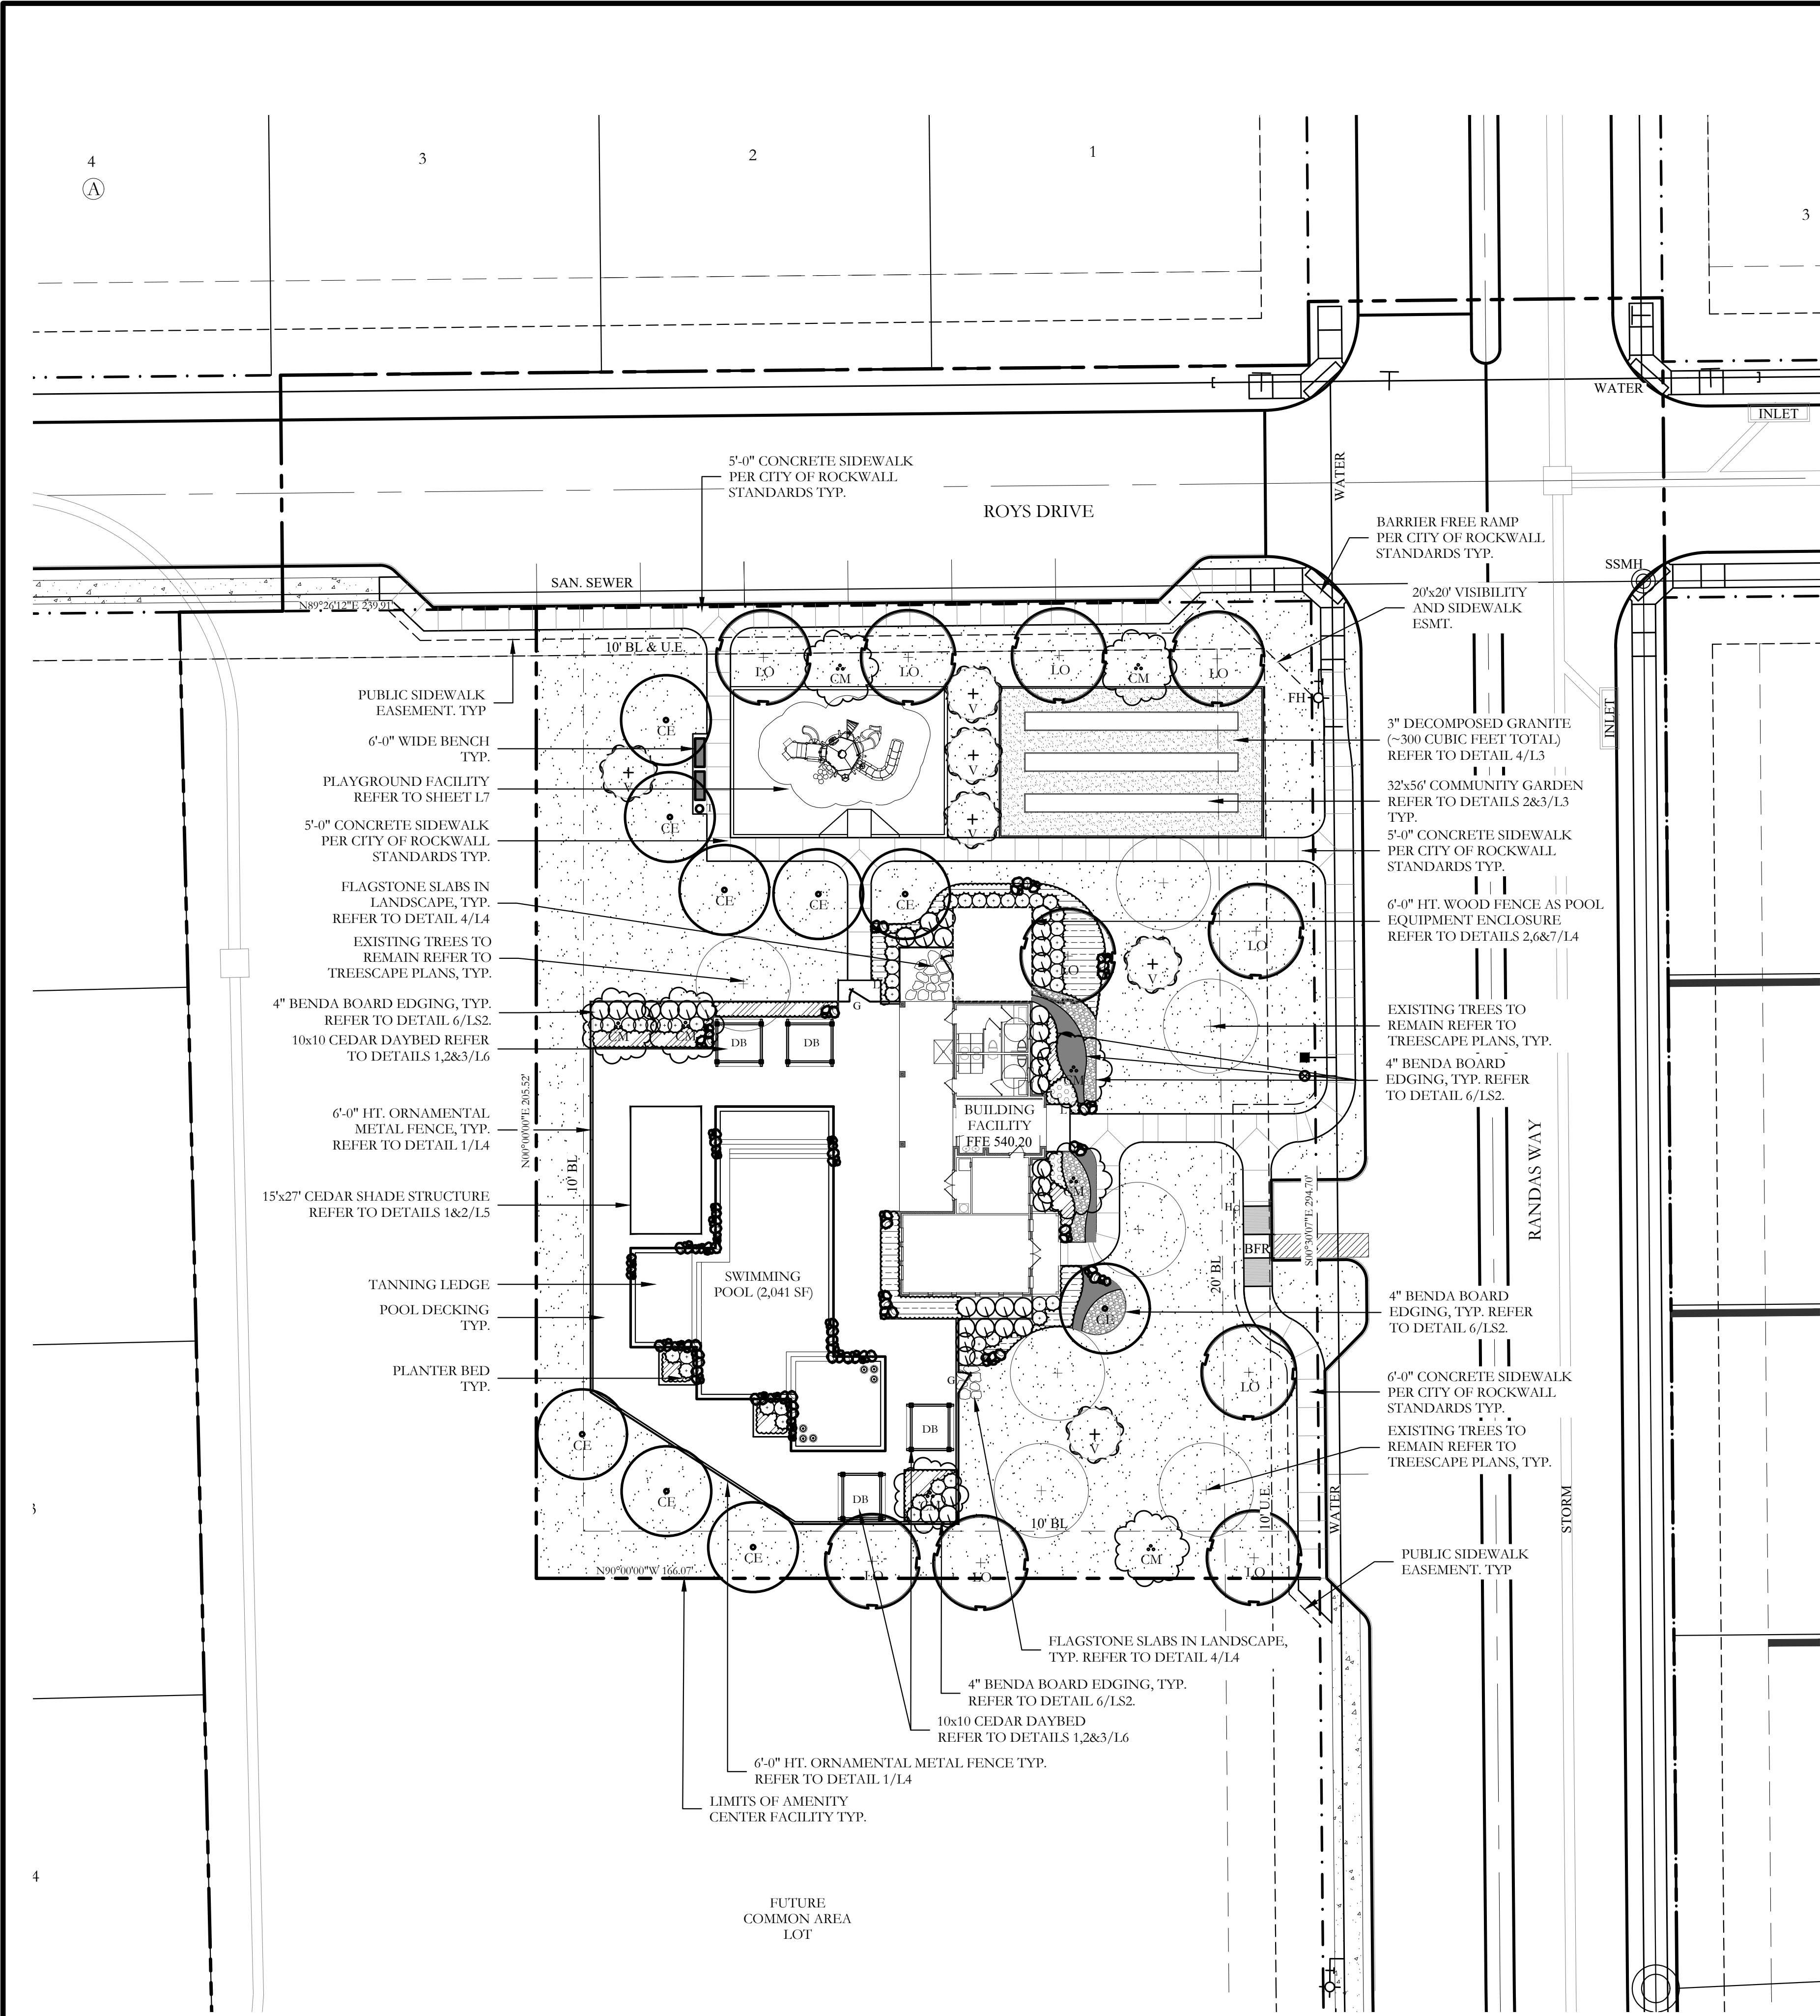 4
A
3
2
1
3
WATER
INLET
5'-0" CONCRETE SIDEWALK
PER CITY OF ROCKWALL
STANDARDS TYP.
ROYS DRIVE
WATER
BARRIER FREE RAMP
PER CITY OF ROCKWALL
STANDARDS TYP.
SSMH
SAN. SEWER
N89°26'12"E 239.91'
20'x20' VISIBILITY
AND SIDEWALK
ESMT.
10' BL & U.E.
PUBLIC SIDEWALK
EASEMENT. TYP
6'-0" WIDE BENCH
TYP.
PLAYGROUND FACILITY
REFER TO SHEET L7
5'-0" CONCRETE SIDEWALK
PER CITY OF ROCKWALL
STANDARDS TYP.
FLAGSTONE SLABS IN
LANDSCAPE, TYP.
REFER TO DETAIL 4/L4
EXISTING TREES TO
REMAIN REFER TO
TREESCAPE PLANS, TYP.
4" BENDA BOARD EDGING, TYP.
REFER TO DETAIL 6/LS2.
10x10 CEDAR DAYBED REFER
TO DETAILS 1,2&3/L6
6'-0" HT. ORNAMENTAL
METAL FENCE, TYP.
REFER TO DETAIL 1/L4
15'x27' CEDAR SHADE STRUCTURE
REFER TO DETAILS 1&2/L5
TANNING LEDGE
POOL DECKING
TYP.
PLANTER BED
TYP.
LO
CM
LO
LO
CM
LO
CE
V
V
V
V
CE
T
CE
CE
CE
FH
INLET
3" DECOMPOSED GRANITE
(~300 CUBIC FEET TOTAL)
REFER TO DETAIL 4/L3
32'x56' COMMUNITY GARDEN
REFER TO DETAILS 2&3/L3
TYP.
5'-0" CONCRETE SIDEWALK
PER CITY OF ROCKWALL
STANDARDS TYP.
6'-0" HT. WOOD FENCE AS POOL
EQUIPMENT ENCLOSURE
REFER TO DETAILS 2,6&7/L4
EXISTING TREES TO
REMAIN REFER TO
TREESCAPE PLANS, TYP.
4" BENDA BOARD
EDGING, TYP. REFER
TO DETAIL 6/LS2.
LO
LO
V
G
CM
CM
DB
DB
CM
N00°00'00"E 205.52'
10' BL
BUILDING
FACILITY
FFE 540.20
CM
SWIMMING
POOL (2,041 SF)
BFR
20' BL
S00°30'07"E 294.70'
RANDAS WAY
4" BENDA BOARD
EDGING, TYP. REFER
TO DETAIL 6/LS2.
6'-0" CONCRETE SIDEWALK
PER CITY OF ROCKWALL
STANDARDS TYP.
EXISTING TREES TO
REMAIN REFER TO
TREESCAPE PLANS, TYP.
G
LO
V
DB
DB
CE
CE
CE
LO
LO
CM
LO
10' BL
10' U.E.
WATER
STORM
N90°00'00"W 166.07'
PUBLIC SIDEWALK
EASEMENT. TYP
FLAGSTONE SLABS IN LANDSCAPE,
TYP. REFER TO DETAIL 4/L4
4" BENDA BOARD EDGING, TYP.
REFER TO DETAIL 6/LS2.
10x10 CEDAR DAYBED
REFER TO DETAILS 1,2&3/L6
6'-0" HT. ORNAMENTAL METAL FENCE TYP.
REFER TO DETAIL 1/L4
LIMITS OF AMENITY
CENTER FACILITY TYP.
4
FUTURE
COMMON AREA
LOT